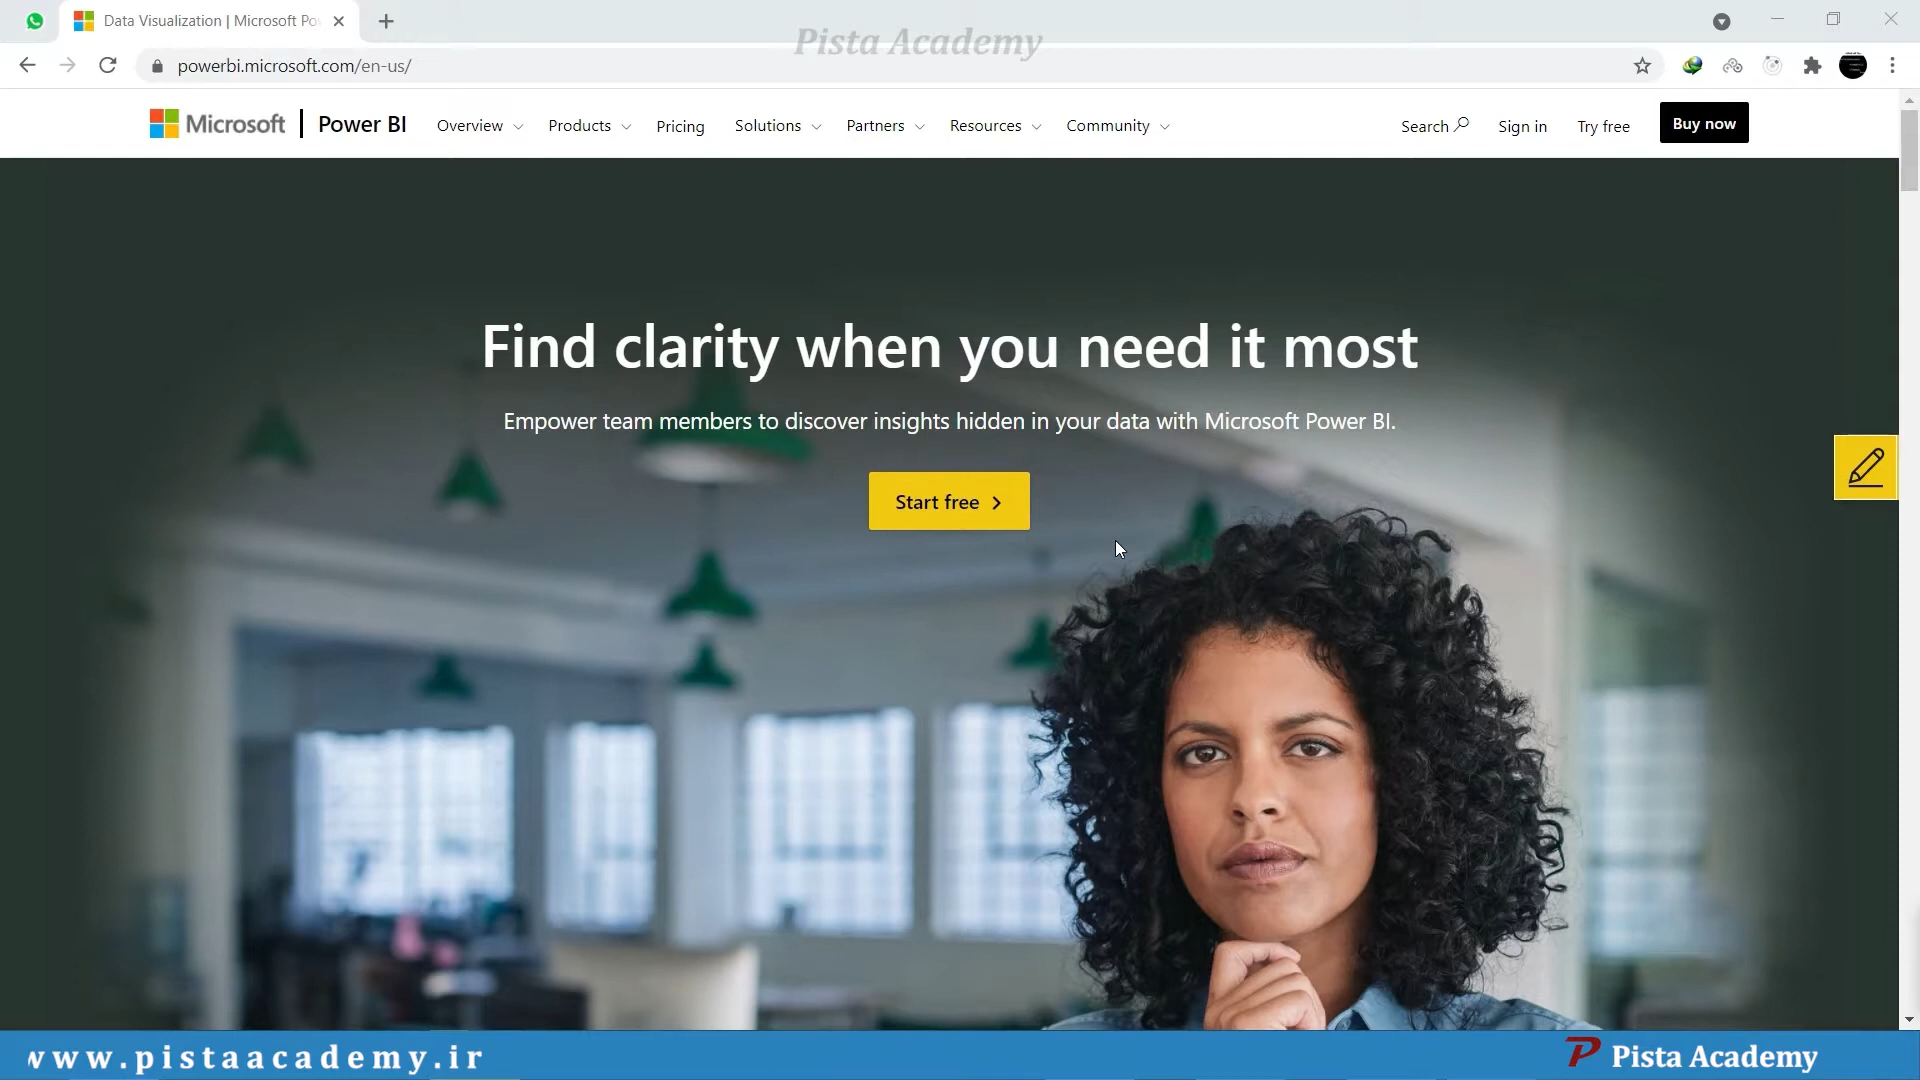 Data Visualization | Microsoft Po
Pista Academy
powerbi.microsoft.com/en-us/
Microsoft | Power BI Overview Products Pricing Solutions Partners Resources Community Search Sign in Try free Buy now
Find clarity when you need it most
Empower team members to discover insights hidden in your data with Microsoft Power BI.
Start free
www.pistaacademy.ir Pista Academy